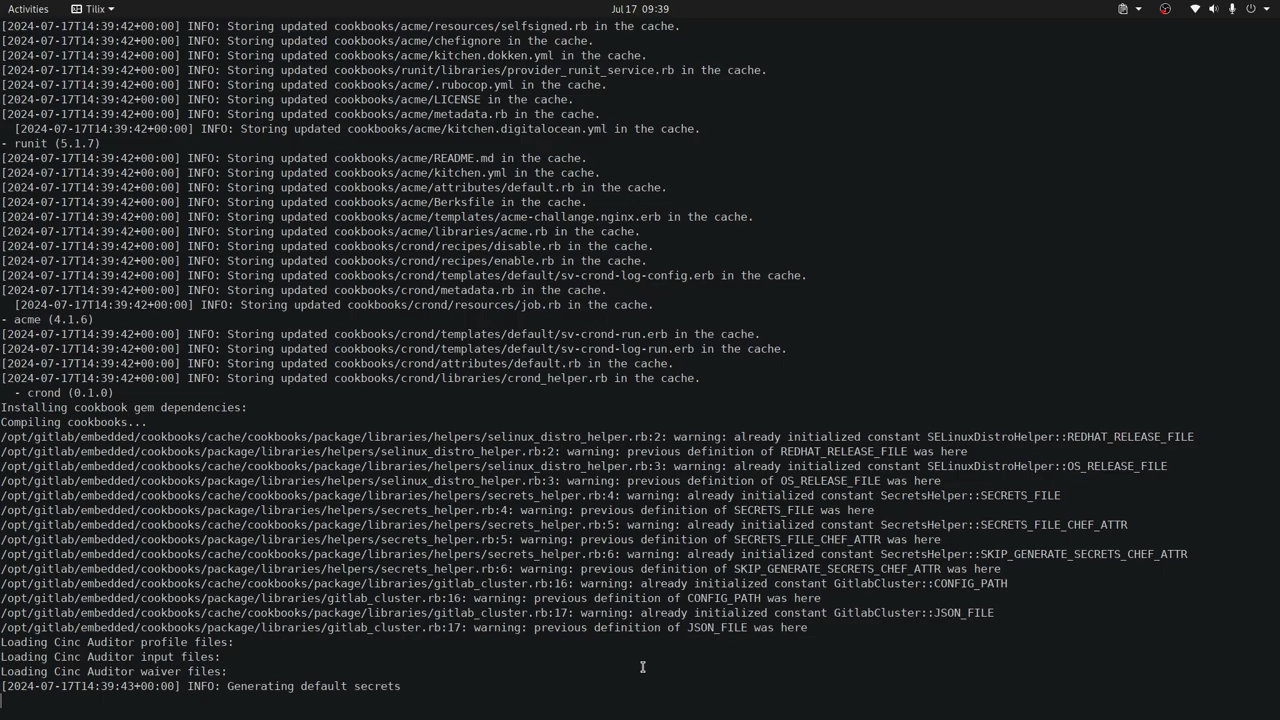 Activities
Tilix
Jul 17 09:39
[2024-07-17T14:39:42+00:00] INFO: Storing updated cookbooks/acme/resources/selfsigned.rb in the cache.
[2024-07-17T14:39:42+00:00] INFO: Storing updated cookbooks/acme/chefignore in the cache.
[2024-07-17T14:39:42+00:00] INFO: Storing updated cookbooks/acme/kitchen.dokken.yml in the cache.
[2024-07-17T14:39:42+00:00] INFO: Storing updated cookbooks/runit/libraries/provider_runit_service.rb in the cache.
[2024-07-17T14:39:42+00:00] INFO: Storing updated cookbooks/acme/.rubocop.yml in the cache.
[2024-07-17T14:39:42+00:00] INFO: Storing updated cookbooks/acme/LICENSE in the cache.
[2024-07-17T14:39:42+00:00] INFO: Storing updated cookbooks/acme/metadata.rb in the cache.
[2024-07-17T14:39:42+00:00] INFO: Storing updated cookbooks/acme/kitchen.digitalocean.yml in the cache.
- runit (5.1.7)
[2024-07-17T14:39:42+00:00] INFO: Storing updated cookbooks/acme/README.md in the cache.
[2024-07-17T14:39:42+00:00] INFO: Storing updated cookbooks/acme/kitchen.yml in the cache.
[2024-07-17T14:39:42+00:00] INFO: Storing updated cookbooks/acme/attributes/default.rb in the cache.
[2024-07-17T14:39:42+00:00] INFO: Storing updated cookbooks/acme/Berksfile in the cache.
[2024-07-17T14:39:42+00:00] INFO: Storing updated cookbooks/acme/templates/acme-challange.nginx.erb in the cache.
[2024-07-17T14:39:42+00:00] INFO: Storing updated cookbooks/acme/libraries/acme.rb in the cache.
[2024-07-17T14:39:42+00:00] INFO: Storing updated cookbooks/crond/recipes/disable.rb in the cache.
[2024-07-17T14:39:42+00:00] INFO: Storing updated cookbooks/crond/recipes/enable.rb in the cache.
[2024-07-17T14:39:42+00:00] INFO: Storing updated cookbooks/crond/templates/default/sv-crond-log-config.erb in the cache.
[2024-07-17T14:39:42+00:00] INFO: Storing updated cookbooks/crond/metadata.rb in the cache.
[2024-07-17T14:39:42+00:00] INFO: Storing updated cookbooks/crond/resources/job.rb in the cache.
- acme (4.1.6)
[2024-07-17T14:39:42+00:00] INFO: Storing updated cookbooks/crond/templates/default/sv-crond-run.erb in the cache.
[2024-07-17T14:39:42+00:00] INFO: Storing updated cookbooks/crond/templates/default/sv-crond-log-run.erb in the cache.
[2024-07-17T14:39:42+00:00] INFO: Storing updated cookbooks/crond/attributes/default.rb in the cache.
[2024-07-17T14:39:42+00:00] INFO: Storing updated cookbooks/crond/libraries/crond_helper.rb in the cache.
- crond (0.1.0)
Installing cookbook gem dependencies:
Compiling cookbooks...
/opt/gitlab/embedded/cookbooks/cache/cookbooks/package/libraries/helpers/selinux_distro_helper.rb:2: warning: already initialized constant SELinuxDistroHelper::REDHAT_RELEASE_FILE
/opt/gitlab/embedded/cookbooks/package/libraries/helpers/selinux_distro_helper.rb:2: warning: previous definition of REDHAT_RELEASE_FILE was here
/opt/gitlab/embedded/cookbooks/cache/cookbooks/package/libraries/helpers/selinux_distro_helper.rb:3: warning: already initialized constant SELinuxDistroHelper::OS_RELEASE_FILE
/opt/gitlab/embedded/cookbooks/package/libraries/helpers/selinux_distro_helper.rb:3: warning: previous definition of OS_RELEASE_FILE was here
/opt/gitlab/embedded/cookbooks/cache/cookbooks/package/libraries/helpers/secrets_helper.rb:4: warning: already initialized constant SecretsHelper::SECRETS_FILE
/opt/gitlab/embedded/cookbooks/package/libraries/helpers/secrets_helper.rb:4: warning: previous definition of SECRETS_FILE was here
/opt/gitlab/embedded/cookbooks/cache/cookbooks/package/libraries/helpers/secrets_helper.rb:5: warning: already initialized constant SecretsHelper::SECRETS_FILE_CHEF_ATTR
/opt/gitlab/embedded/cookbooks/package/libraries/helpers/secrets_helper.rb:5: warning: previous definition of SECRETS_FILE_CHEF_ATTR was here
/opt/gitlab/embedded/cookbooks/cache/cookbooks/package/libraries/helpers/secrets_helper.rb:6: warning: already initialized constant SecretsHelper::SKIP_GENERATE_SECRETS_CHEF_ATTR
/opt/gitlab/embedded/cookbooks/package/libraries/helpers/secrets_helper.rb:6: warning: previous definition of SKIP_GENERATE_SECRETS_CHEF_ATTR was here
/opt/gitlab/embedded/cookbooks/cache/cookbooks/package/libraries/gitlab_cluster.rb:16: warning: already initialized constant GitlabCluster::CONFIG_PATH
/opt/gitlab/embedded/cookbooks/package/libraries/gitlab_cluster.rb:16: warning: previous definition of CONFIG_PATH was here
/opt/gitlab/embedded/cookbooks/cache/cookbooks/package/libraries/gitlab_cluster.rb:17: warning: already initialized constant GitlabCluster::JSON_FILE
/opt/gitlab/embedded/cookbooks/package/libraries/gitlab_cluster.rb:17: warning: previous definition of JSON_FILE was here
Loading Cinc Auditor profile files:
Loading Cinc Auditor input files:
Loading Cinc Auditor waiver files:
[2024-07-17T14:39:43+00:00] INFO: Generating default secrets